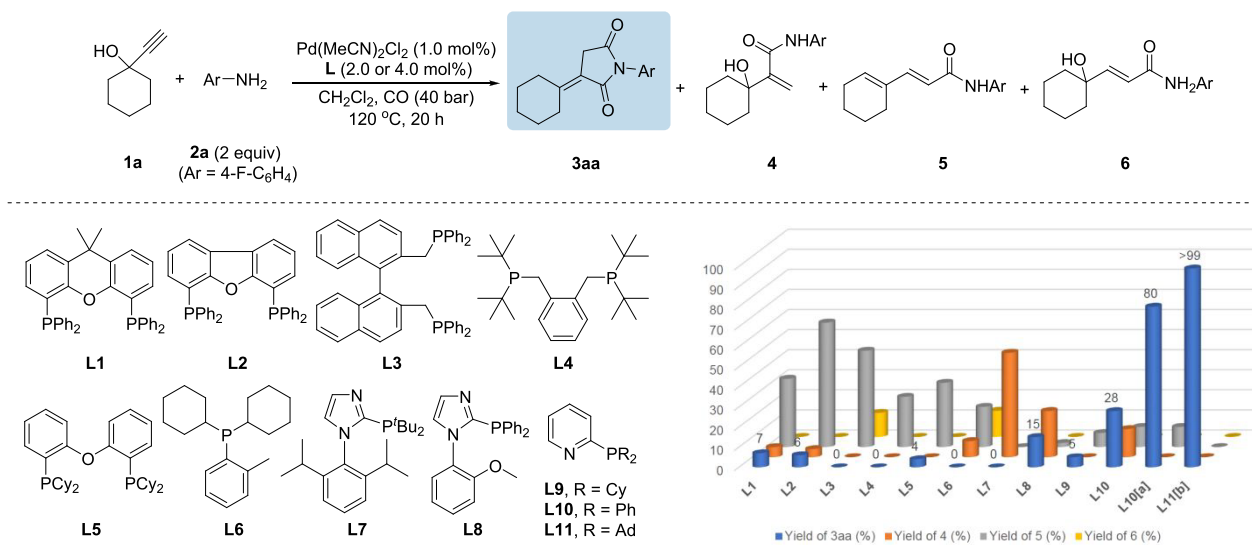 HO
1a
+
Ar—NH2
2a (2 equiv)
(Ar = 4-F-C6H4)
Pd(MeCN)2Cl2 (1.0 mol%)
L (2.0 or 4.0 mol%)
CH2Cl2, CO (40 bar)
120 °C, 20 h
O
N—Ar
O
3aa
+
O
NHAr
HO
4
+
O
NHAr
5
+
HO
O
NH2Ar
6
O
PPh2
PPh2
L1
O
PPh2
PPh2
L2
PPh2
PPh2
L3
P
P
L4
O
PCy2
PCy2
L5
P
L6
N
N
PtBu2
L7
N
N
PPh2
O
L8
N
PR2
L9, R = Cy
L10, R = Ph
L11, R = Ad
100
90
80
70
60
50
40
30
20
10
0
7
0
0
4
0
0
15
5
28
80
>99
L1
L2
L3
L4
L5
L6
L7
L8
L9
L10
L10[a]
L11[b]
Yield of 3aa (%)
Yield of 4 (%)
Yield of 5 (%)
Yield of 6 (%)